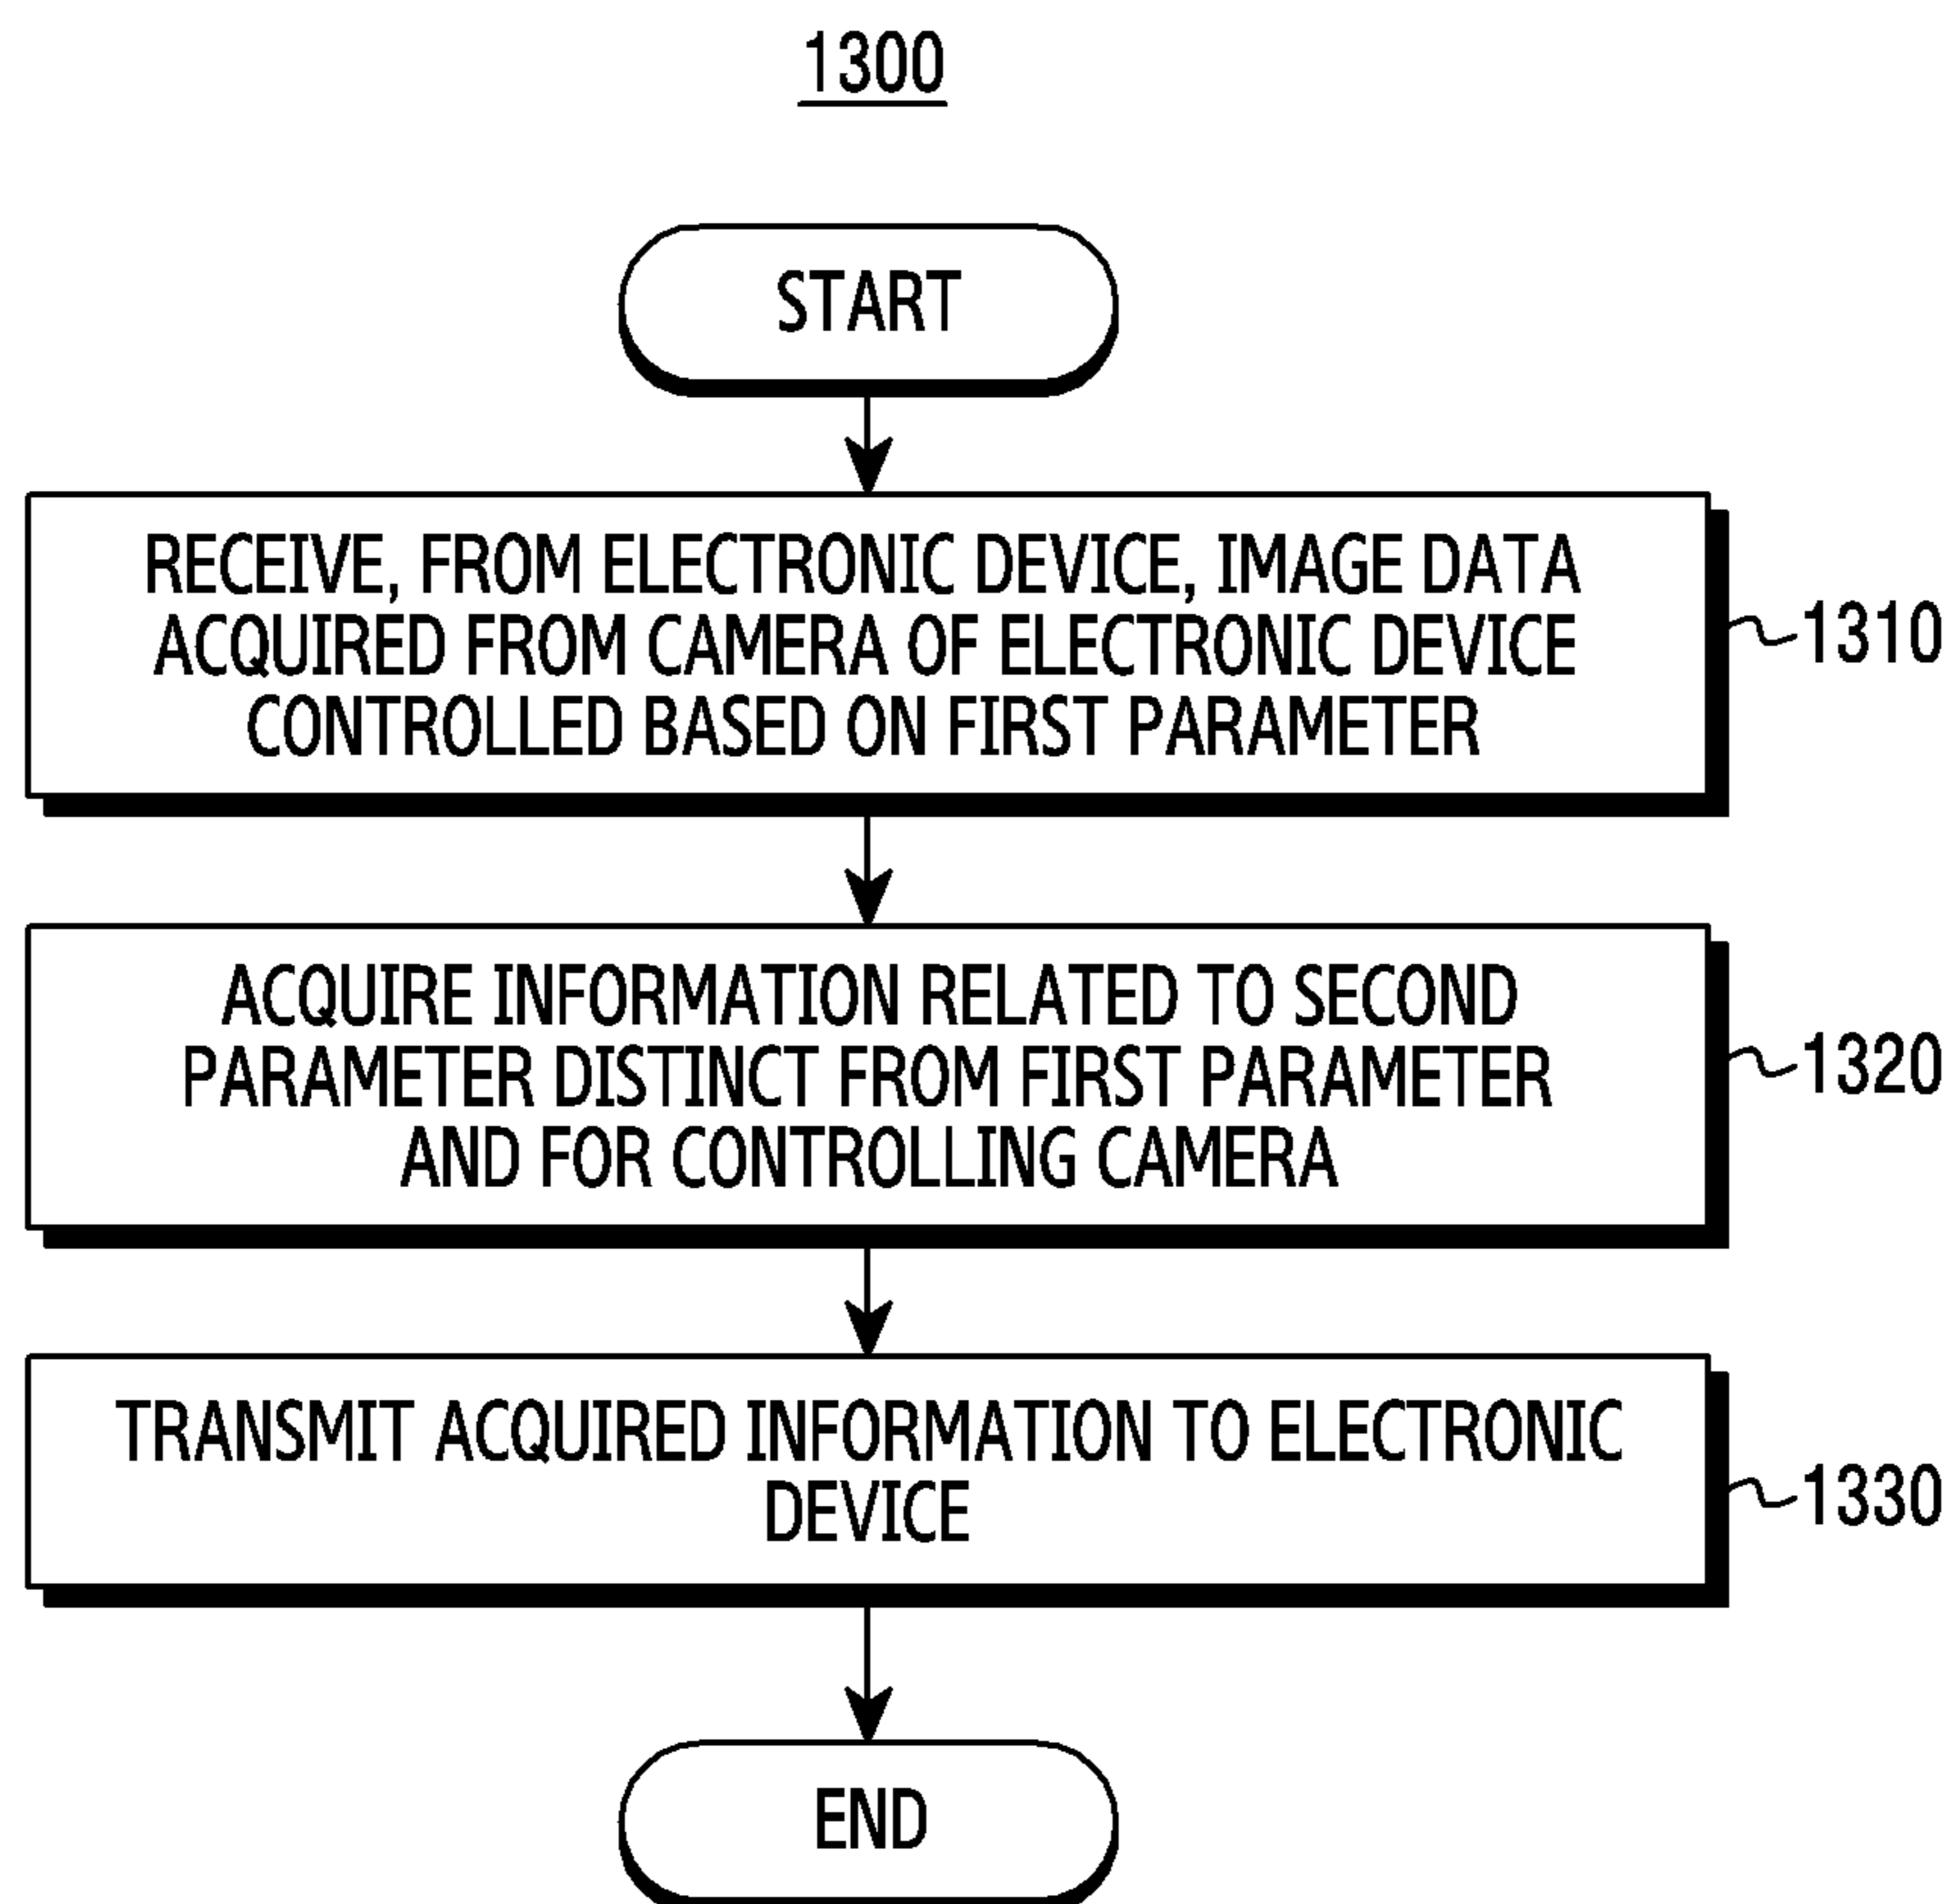 1300
START
RECEIVE, FROM ELECTRONIC DEVICE, IMAGE DATA
ACQUIRED FROM CAMERA OF ELECTRONIC DEVICE
CONTROLLED BASED ON FIRST PARAMETER
1310
ACQUIRE INFORMATION RELATED TO SECOND
PARAMETER DISTINCT FROM FIRST PARAMETER
AND FOR CONTROLLING CAMERA
1320
TRANSMIT ACQUIRED INFORMATION TO ELECTRONIC
DEVICE
1330
END